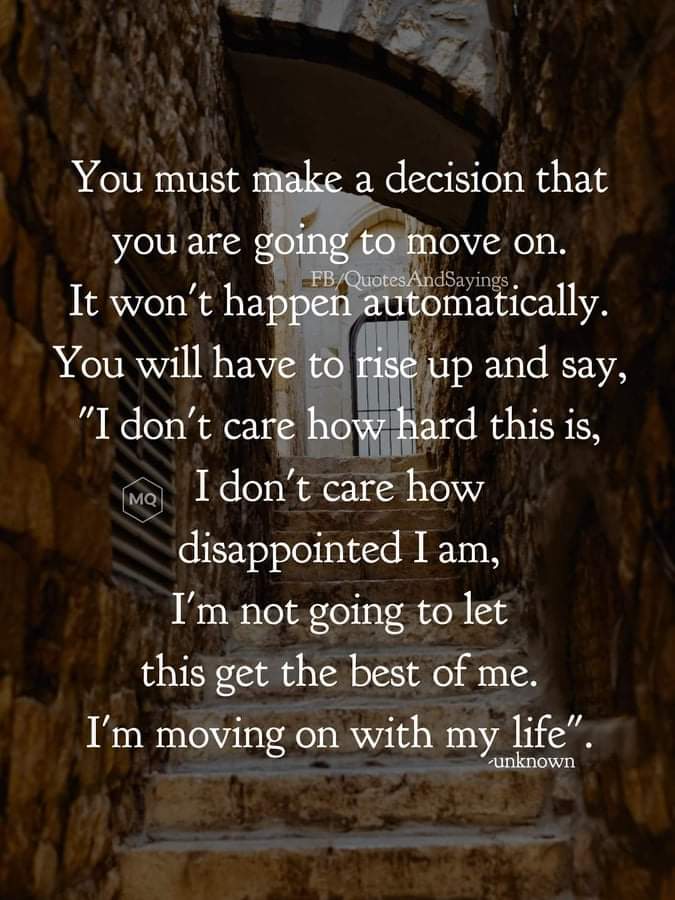 You must make a decision that
you are going to move on.
FB/QuotesAndSayings
It won't happen automatically.
You will have to rise up and say,
"I don't care how hard this is,
MQ
I don't care how
disappointed I am,
I'm not going to let
this get the best of me.
I'm moving on with my life".
-unknown